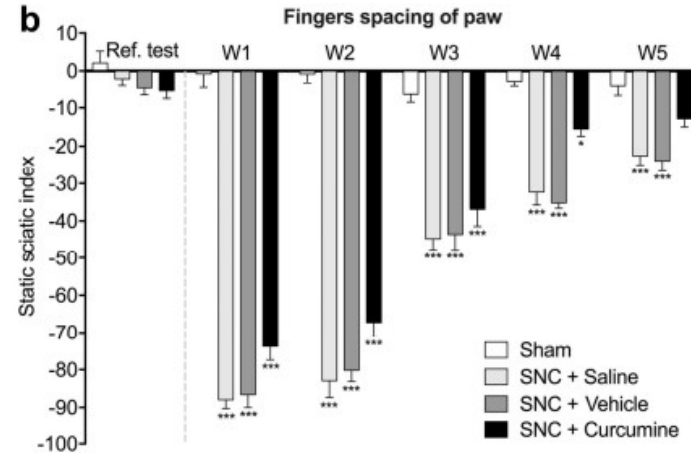 b
Fingers spacing of paw
Ref. test W1 W2 W3 W4 W5
10
0
-10
-20
-30
-40
-50
-60
-70
-80
-90
-100
Static sciatic index
*** *** ***
*** *** ***
*** *** ***
*** *** *
*** ***
Sham
SNC + Saline
SNC + Vehicle
SNC + Curcumine